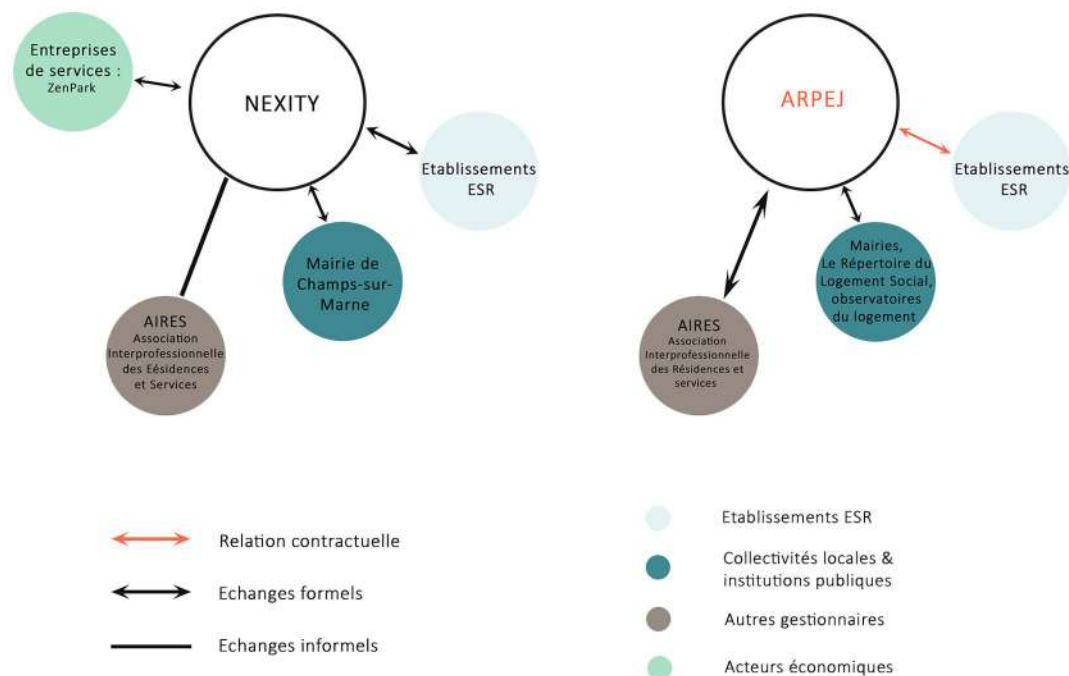 Entreprises
de services :
ZenPark
NEXITY
Etablissements
ESR
Mairie de
Champs-sur-
Marne
AIRES
Association
Interprofessionnelle
des Eésidences
et Services
ARPEJ
Etablissements
ESR
Mairies,
Le Répertoire du
Logement Social,
observatoires
du logement
AIRES
Association
Interprofessionnelle
des Résidences et
services
Relation contractuelle
Echanges formels
Echanges informels
Etablissements ESR
Collectivités locales &
institutions publiques
Autres gestionnaires
Acteurs économiques